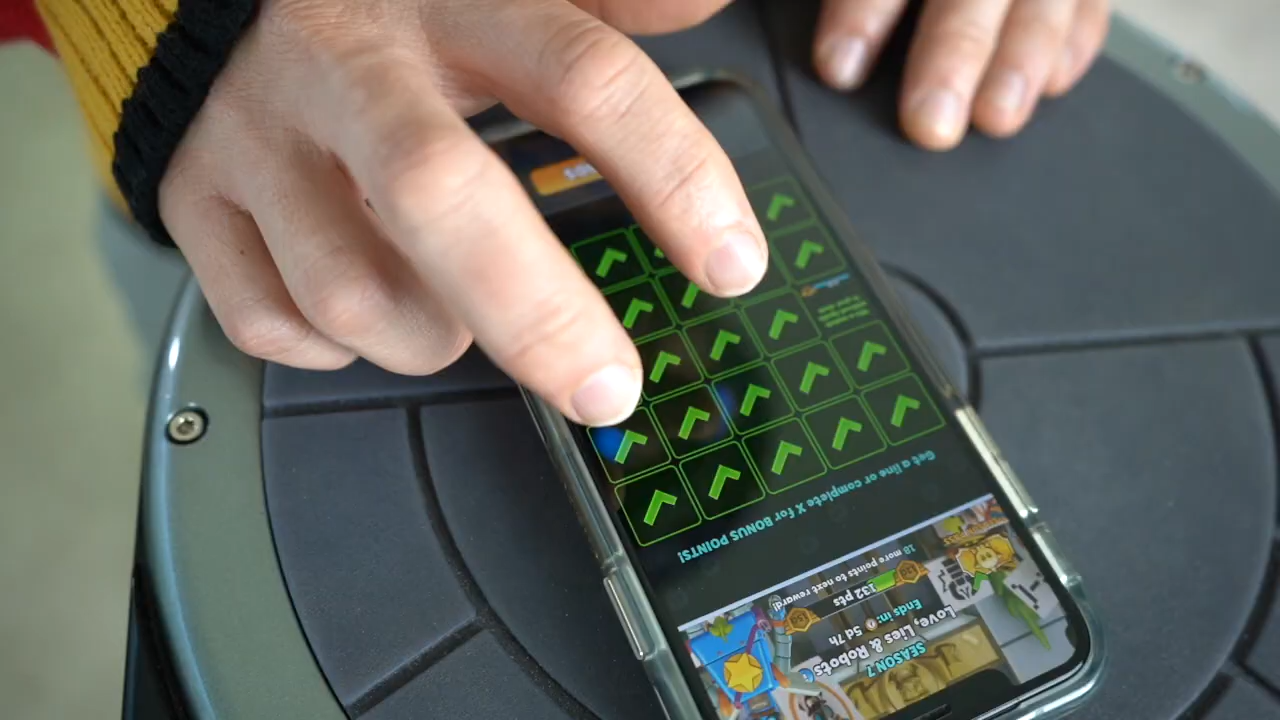 SEASON 7
Love, Lies & Robots
Ends in: 5d 7h
132 pts
18 more points to next reward!
Get a line or complete X for BONUS POINTS!